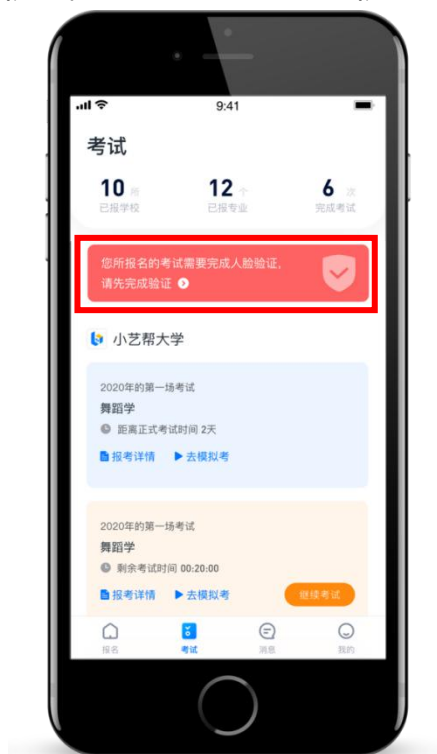 9:41
考试
10 所
12 个
6 次
已报学校
已报专业
完成考试
您所报名的考试需要完成人脸验证,
请先完成验证
小艺帮大学
2020年的第一场考试
舞蹈学
距离正式考试时间 2天
报考详情 去模拟考
2020年的第一场考试
舞蹈学
剩余考试时间 00:20:00
报考详情 去模拟考 继续考试
报名 考试 消息 我的